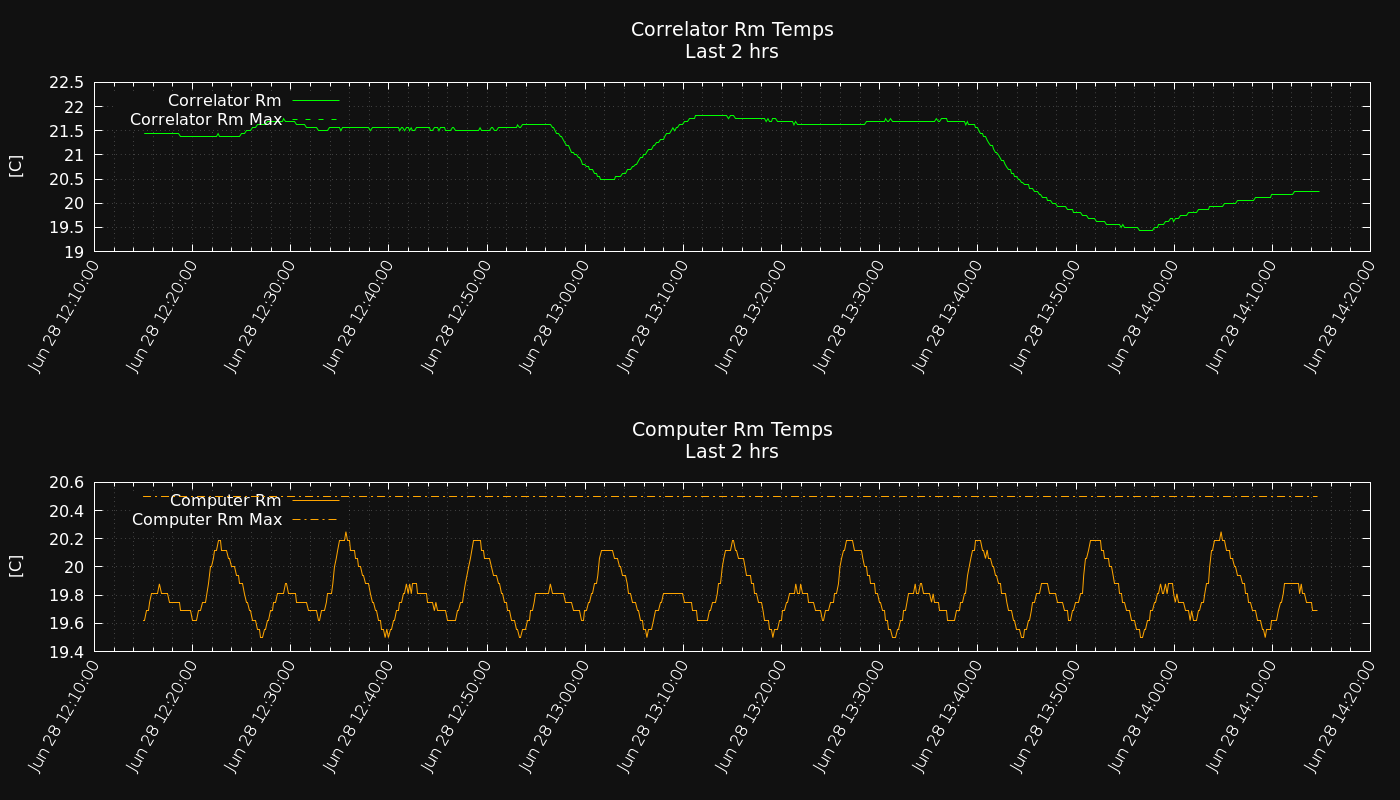 Correlator Rm Temps
Last 2 hrs
22.5
22
21.5
21
20.5
20
19.5
19
[C]
Correlator Rm
Correlator Rm Max
Jun 28 12:10:00
Jun 28 12:20:00
Jun 28 12:30:00
Jun 28 12:40:00
Jun 28 12:50:00
Jun 28 13:00:00
Jun 28 13:10:00
Jun 28 13:20:00
Jun 28 13:30:00
Jun 28 13:40:00
Jun 28 13:50:00
Jun 28 14:00:00
Jun 28 14:10:00
Jun 28 14:20:00
Computer Rm Temps
Last 2 hrs
20.6
20.4
20.2
20
19.8
19.6
19.4
[C]
Computer Rm
Computer Rm Max
Jun 28 12:10:00
Jun 28 12:20:00
Jun 28 12:30:00
Jun 28 12:40:00
Jun 28 12:50:00
Jun 28 13:00:00
Jun 28 13:10:00
Jun 28 13:20:00
Jun 28 13:30:00
Jun 28 13:40:00
Jun 28 13:50:00
Jun 28 14:00:00
Jun 28 14:10:00
Jun 28 14:20:00